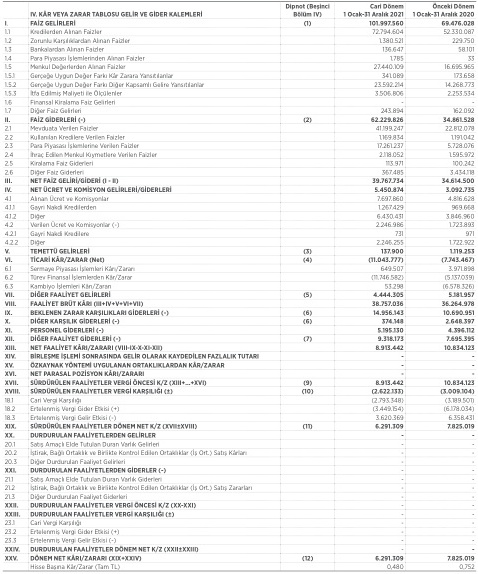 Dipnot (Beşinci Cari Dönem Önceki Dönem
IV. KÂR VEYA ZARAR TABLOSU GELİR VE GİDER KALEMLERİ Bölüm IV) 1 Ocak-31 Aralık 2021 1 Ocak-31 Aralık 2020
I. FAİZ GELİRLERİ (1) 101.997.560 69.476.028
1.1 Kredilerden Alınan Faizler 72.794.604 52.330.087
1.2 Zorunlu Karşılıklardan Alınan Faizler 1.380.521 229.750
1.3 Bankalardan Alınan Faizler 136.647 58.101
1.4 Para Piyasası İşlemlerinden Alınan Faizler 1.785 33
1.5 Menkul Değerlerden Alınan Faizler 27.440.109 16.695.965
1.5.1 Gerçeğe Uygun Değer Farkı Kâr Zarara Yansıtılanlar 341.089 173.658
1.5.2 Gerçeğe Uygun Değer Farkı Diğer Kapsamlı Gelire Yansıtılanlar 23.592.214 14.268.773
1.5.3 İtfa Edilmiş Maliyeti ile Ölçülenler 3.506.806 2.253.534
1.6 Finansal Kiralama Faiz Gelirleri - -
1.7 Diğer Faiz Gelirleri 243.894 162.092
II. FAİZ GİDERLERİ (-) (2) 62.229.826 34.861.528
2.1 Mevduata Verilen Faizler 41.199.247 22.812.078
2.2 Kullanılan Kredilere Verilen Faizler 1.169.834 1.191.042
2.3 Para Piyasası İşlemlerine Verilen Faizler 17.261.237 5.728.076
2.4 İhraç Edilen Menkul Kıymetlere Verilen Faizler 2.118.052 1.595.972
2.5 Kiralama Faiz Giderleri 113.971 100.242
2.6 Diğer Faiz Giderleri 367.485 3.434.118
III. NET FAİZ GELİRİ/GİDERİ (I - II) 39.767.734 34.614.500
IV. NET ÜCRET VE KOMİSYON GELİRLERİ/GİDERLERİ 5.450.874 3.092.735
4.1 Alınan Ücret ve Komisyonlar 7.697.860 4.816.628
4.1.1 Gayri Nakdi Kredilerden 1.267.429 969.668
4.1.2 Diğer 6.430.431 3.846.960
4.2 Verilen Ücret ve Komisyonlar (-) 2.246.986 1.723.893
4.2.1 Gayri Nakdi Kredilere 731 971
4.2.2 Diğer 2.246.255 1.722.922
V. TEMETTÜ GELİRLERİ (3) 137.900 1.119.253
VI. TİCARİ KÂR/ZARAR (Net) (4) (11.043.777) (7.743.467)
6.1 Sermaye Piyasası İşlemleri Kârı/Zararı 649.507 3.971.898
6.2 Türev Finansal İşlemlerden Kâr/Zarar (11.746.582) (5.137.039)
6.3 Kambiyo İşlemleri Kârı/Zararı 53.298 (6.578.326)
VII. DİĞER FAALİYET GELİRLERİ (5) 4.444.305 5.181.957
VIII. FAALİYET BRÜT KÂRI (III+IV+V+VI+VII) 38.757.036 36.264.978
IX. BEKLENEN ZARAR KARŞILIKLARI GİDERLERİ (-) (6) 14.956.143 10.690.951
X. DİĞER KARŞILIK GİDERLERİ (-) (6) 374.148 2.648.397
XI. PERSONEL GİDERLERİ (-) 5.195.130 4.396.112
XII. DİĞER FAALİYET GİDERLERİ (-) (7) 9.318.173 7.695.395
XIII. NET FAALİYET KÂRI/ZARARI (VIII-IX-X-XI-XII) 8.913.442 10.834.123
XIV. BİRLEŞME İŞLEMİ SONRASINDA GELİR OLARAK KAYDEDİLEN FAZLALIK TUTARI - -
XV. ÖZKAYNAK YÖNTEMİ UYGULANAN ORTAKLIKLARDAN KÂR/ZARAR - -
XVI. NET PARASAL POZİSYON KÂRI/ZARARI - -
XVII. SÜRDÜRÜLEN FAALİYETLER VERGİ ÖNCESİ K/Z (XIII+...+XVI) (9) 8.913.442 10.834.123
XVIII. SÜRDÜRÜLEN FAALİYETLER VERGİ KARŞILIĞI (±) (10) (2.622.133) (3.009.104)
18.1 Cari Vergi Karşılığı (2.793.348) (3.189.501)
18.2 Ertelenmiş Vergi Gider Etkisi (+) (3.449.154) (6.178.034)
18.3 Ertelenmiş Vergi Gelir Etkisi (-) 3.620.369 6.358.431
XIX. SÜRDÜRÜLEN FAALİYETLER DÖNEM NET K/Z (XVII±XVIII) (11) 6.291.309 7.825.019
XX. DURDURULAN FAALİYETLERDEN GELİRLER - -
20.1 Satış Amaçlı Elde Tutulan Duran Varlık Gelirleri - -
20.2 İştirak, Bağlı Ortaklık ve Birlikte Kontrol Edilen Ortaklıklar (İş Ort.) Satış Kârları - -
20.3 Diğer Durdurulan Faaliyet Gelirleri - -
XXI. DURDURULAN FAALİYETLERDEN GİDERLER (-) - -
21.1 Satış Amaçlı Elde Tutulan Duran Varlık Giderleri - -
21.2 İştirak, Bağlı Ortaklık ve Birlikte Kontrol Edilen Ortaklıklar (İş Ort.) Satış Zararları - -
21.3 Diğer Durdurulan Faaliyet Giderleri - -
XXII. DURDURULAN FAALİYETLER VERGİ ÖNCESİ K/Z (XX-XXI) - -
XXIII. DURDURULAN FAALİYETLER VERGİ KARŞILIĞI (±) - -
23.1 Cari Vergi Karşılığı - -
23.2 Ertelenmiş Vergi Gider Etkisi (+) - -
23.3 Ertelenmiş Vergi Gelir Etkisi (-) - -
XXIV. DURDURULAN FAALİYETLER DÖNEM NET K/Z (XXII±XXIII) - -
XXV. DÖNEM NET KÂRI/ZARARI (XIX+XXIV) (12) 6.291.309 7.825.019
Hisse Başına Kâr/Zarar (Tam TL) 0,480 0,752